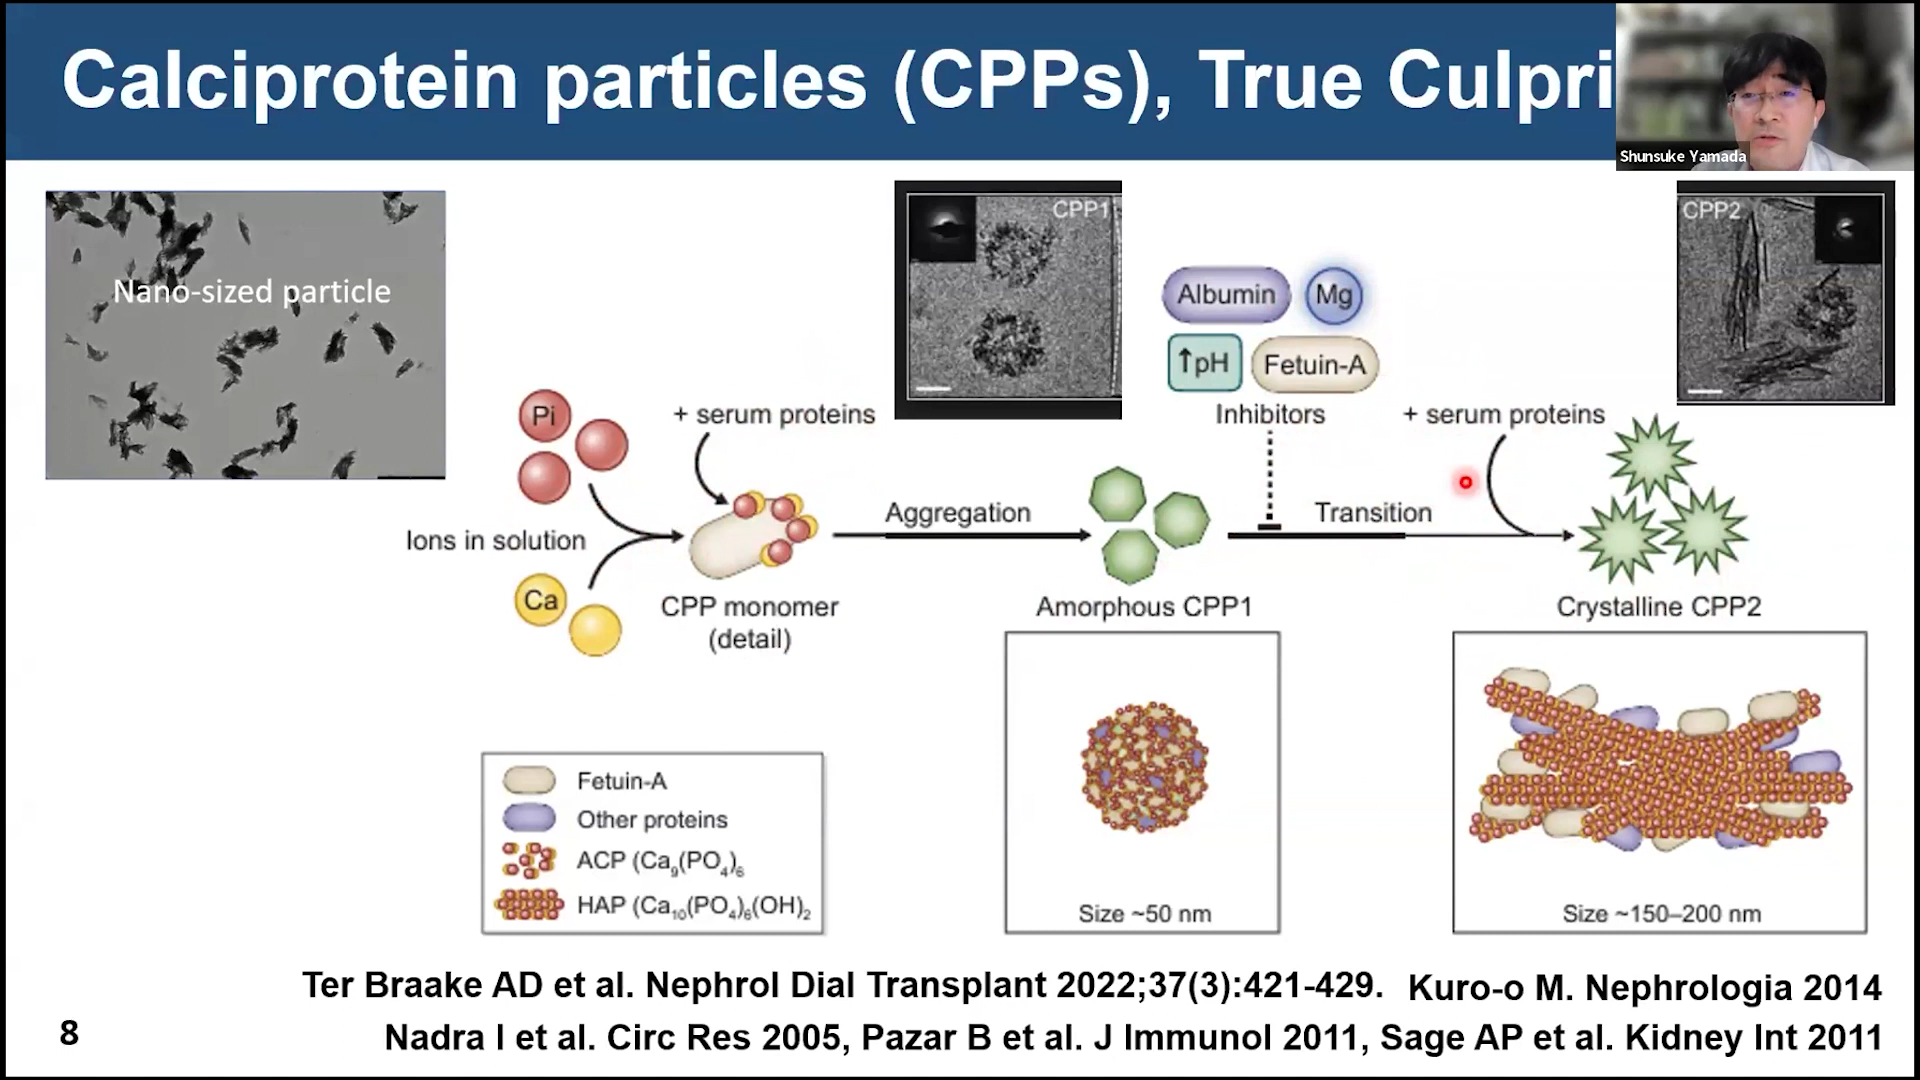 Calciprotein particles (CPPs), True Culpri
Shunsuke Yamada
Nano-sized particle
CPP1
CPP2
Albumin
Mg
↑pH
Fetuin-A
Inhibitors
Pi
+ serum proteins
+ serum proteins
Ions in solution
Aggregation
Transition
Ca
CPP monomer
(detail)
Amorphous CPP1
Crystalline CPP2
Fetuin-A
Other proteins
ACP (Ca₉(PO₄)₆
HAP (Ca₁₀(PO₄)₆(OH)₂
Size ~50 nm
Size ~150–200 nm
Ter Braake AD et al. Nephrol Dial Transplant 2022;37(3):421-429. Kuro-o M. Nephrologia 2014
8
Nadra I et al. Circ Res 2005, Pazar B et al. J Immunol 2011, Sage AP et al. Kidney Int 2011